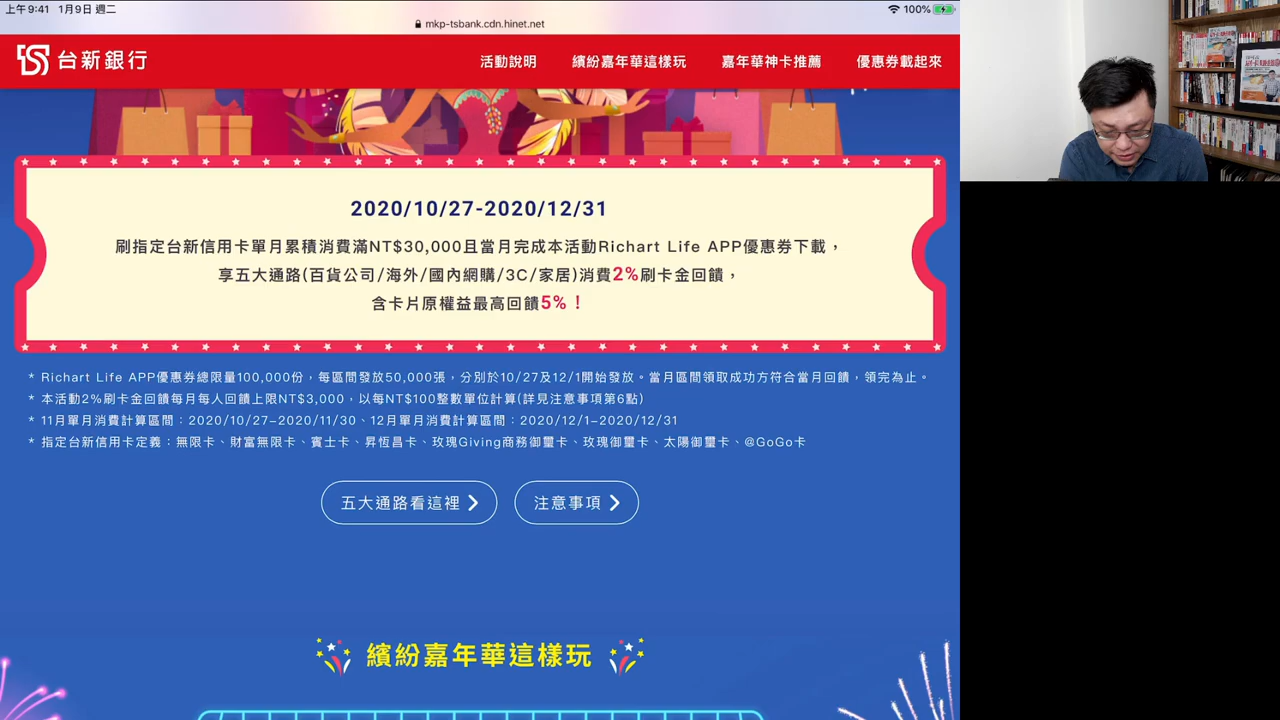 上午9:41 1月9日 週二
100%
mkp-tsbank.cdn.hinet.net
台新銀行
活動說明 繽紛嘉年華這樣玩 嘉年華神卡推薦 優惠券載起來
2020/10/27-2020/12/31
刷指定台新信用卡單月累積消費滿NT$30,000且當月完成本活動Richart Life APP優惠券下載，
享五大通路(百貨公司/海外/國內網購/3C/家居)消費2%刷卡金回饋，
含卡片原權益最高回饋5%！
* Richart Life APP優惠券總限量100,000份，每區間發放50,000張，分別於10/27及12/1開始發放。當月區間領取成功方符合當月回饋，領完為止。
* 本活動2%刷卡金回饋每月每人回饋上限NT$3,000，以每NT$100整數單位計算(詳見注意事項第6點)
* 11月單月消費計算區間：2020/10/27-2020/11/30、12月單月消費計算區間：2020/12/1-2020/12/31
* 指定台新信用卡定義：無限卡、財富無限卡、賓士卡、昇恆昌卡、玫瑰Giving商務御璽卡、玫瑰御璽卡、太陽御璽卡、@GoGo卡
五大通路看這裡
注意事項
繽紛嘉年華這樣玩